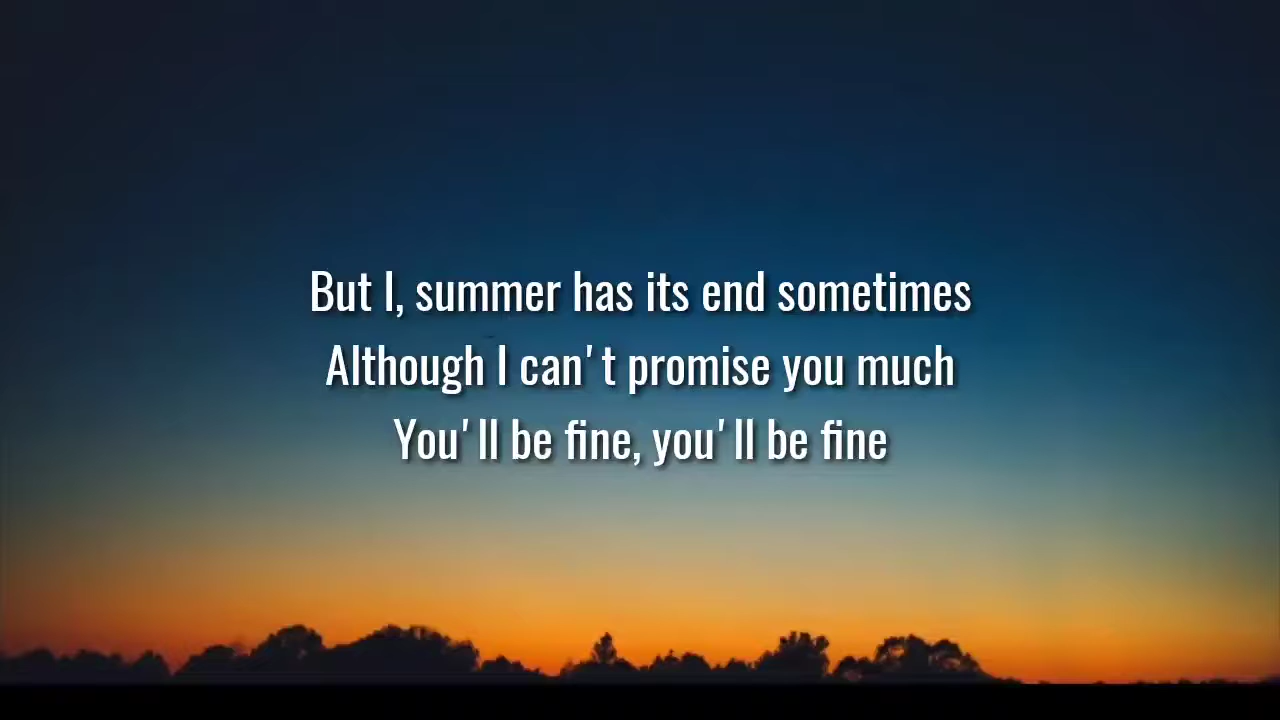 But I, summer has its end sometimes
Although I can't promise you much
You'll be fine, you'll be fine